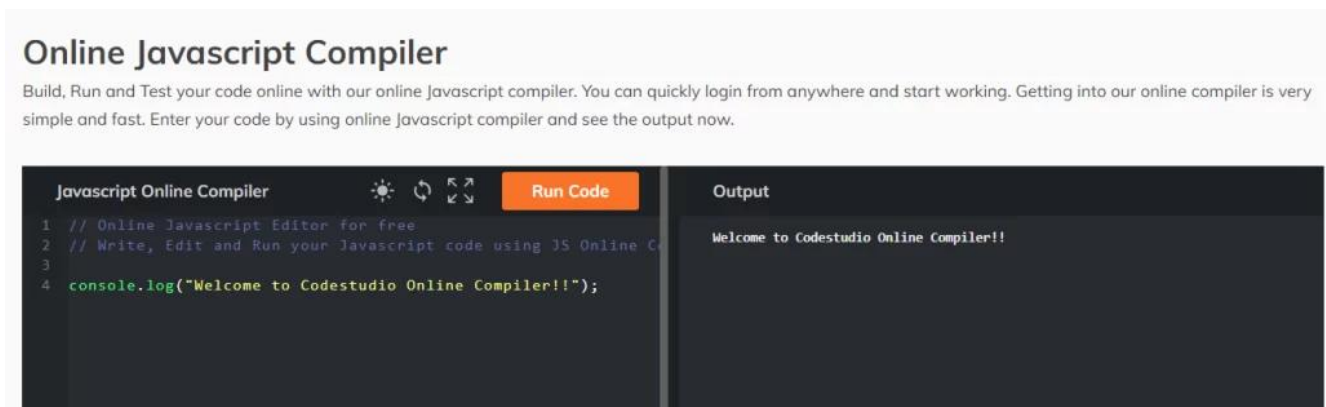 Online Javascript Compiler
Build, Run and Test your code online with our online Javascript compiler. You can quickly login from anywhere and start working. Getting into our online compiler is very
simple and fast. Enter your code by using online Javascript compiler and see the output now.
Javascript Online Compiler
Run Code
1 // Online Javascript Editor for free
2 // Write, Edit and Run your Javascript code using JS Online
3
4 console.log("Welcome to Codestudio Online Compiler!!");
Output
Welcome to Codestudio Online Compiler!!